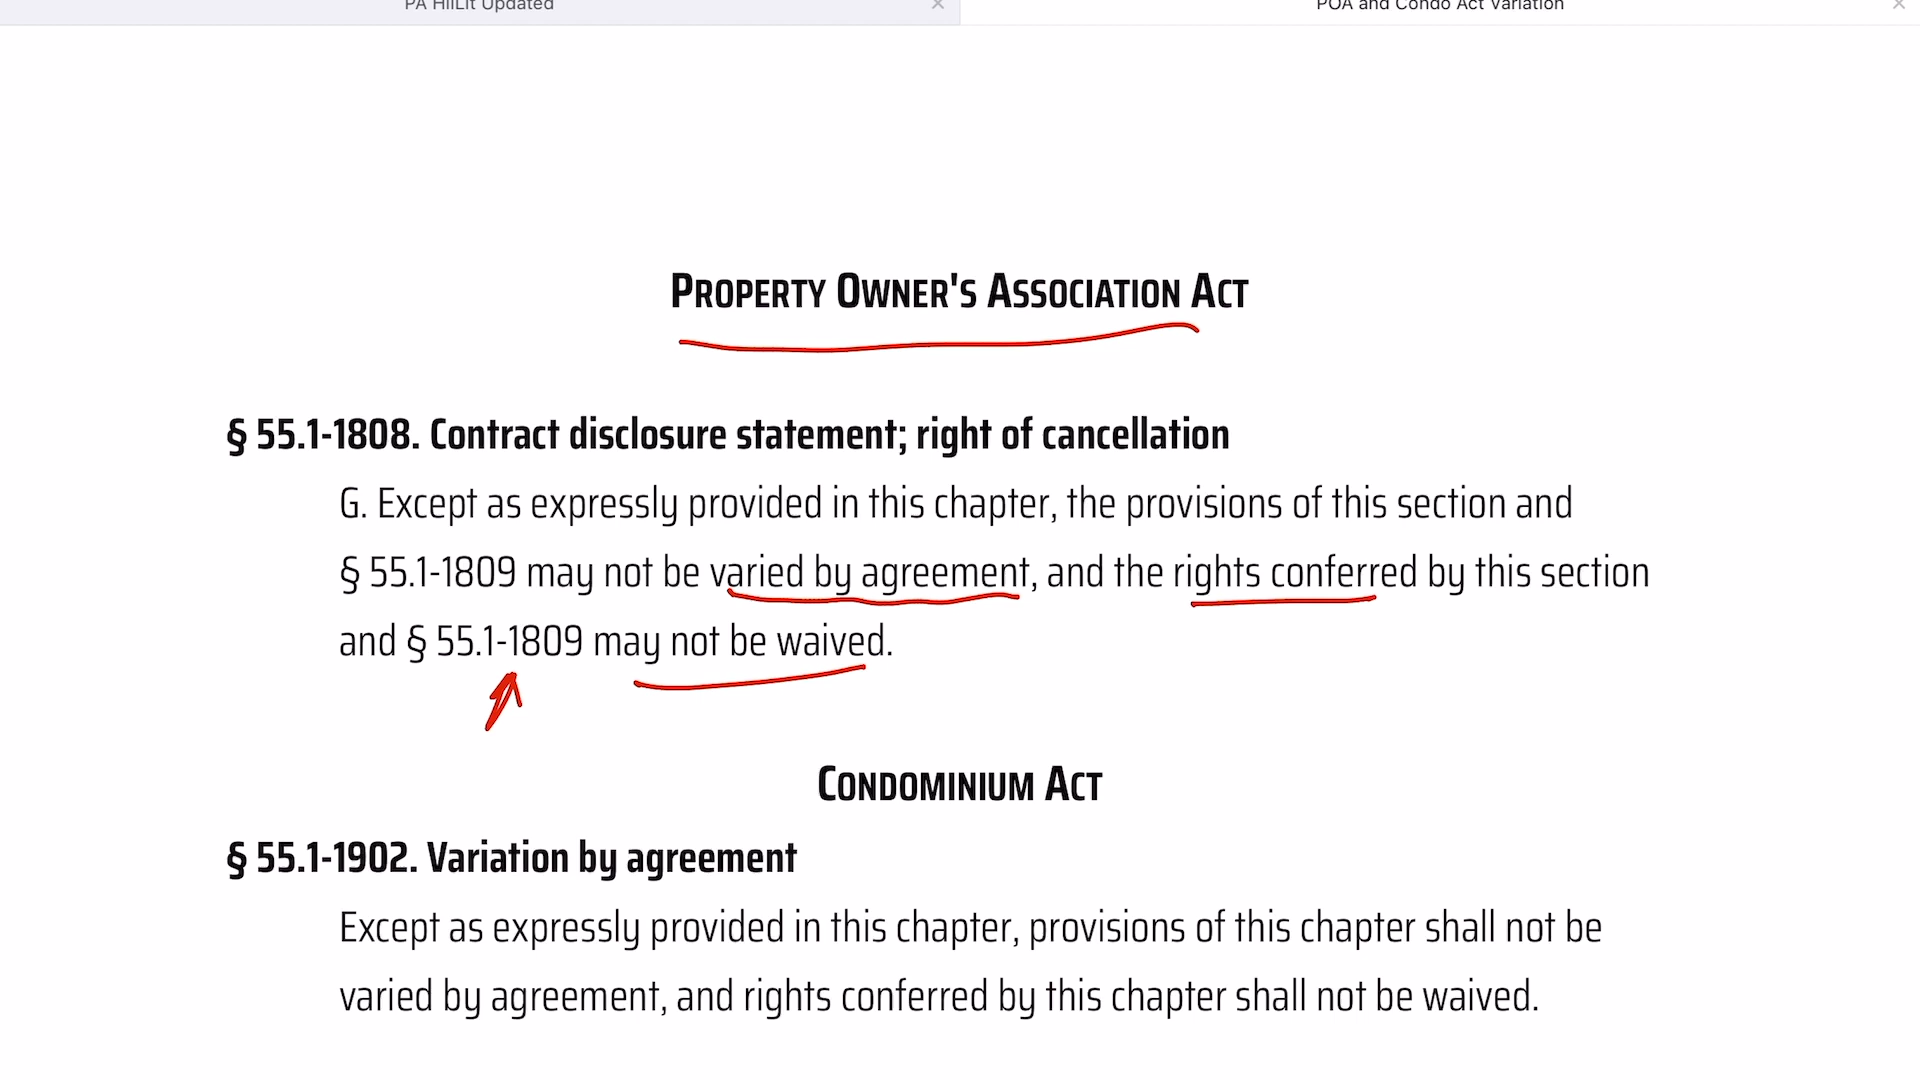 PA HiiLit Updated
POA and Condo Act Variation
PROPERTY OWNER'S ASSOCIATION ACT
§ 55.1-1808. Contract disclosure statement; right of cancellation
G. Except as expressly provided in this chapter, the provisions of this section and
§ 55.1-1809 may not be varied by agreement, and the rights conferred by this section
and § 55.1-1809 may not be waived.
CONDOMINIUM ACT
§ 55.1-1902. Variation by agreement
Except as expressly provided in this chapter, provisions of this chapter shall not be
varied by agreement, and rights conferred by this chapter shall not be waived.